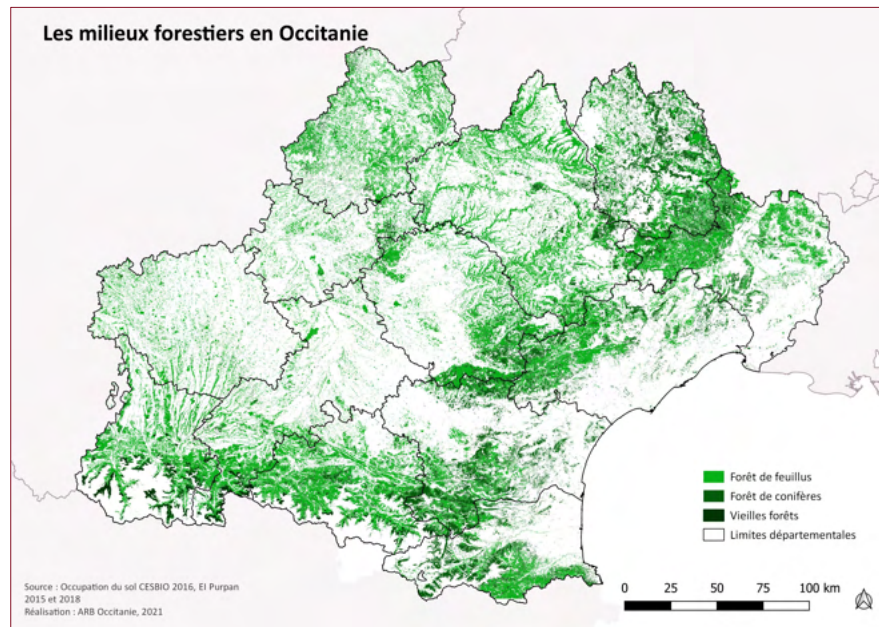 Les milieux forestiers en Occitanie
Forêt de feuillus
Forêt de conifères
Vieilles forêts
Limites départementales
Source : Occupation du sol CESBIO 2016, EI Purpan
2015 et 2018
Réalisation : ARB Occitanie, 2021
0 25 50 75 100 km